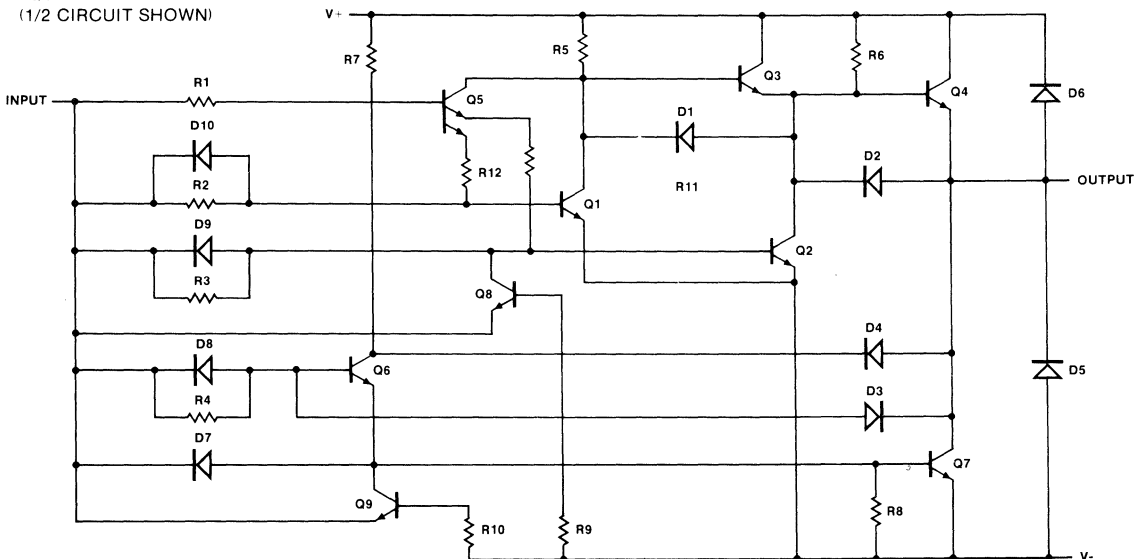 (1/2 CIRCUIT SHOWN)
V+
R7
R5
R6
Q3
Q4
D6
R1
INPUT
Q5
D10
D1
R12
R11
D2
OUTPUT
R2
Q1
D9
Q2
R3
Q8
D4
D8
Q6
D5
D3
R4
D7
Q7
Q9
R10
R9
R8
V-